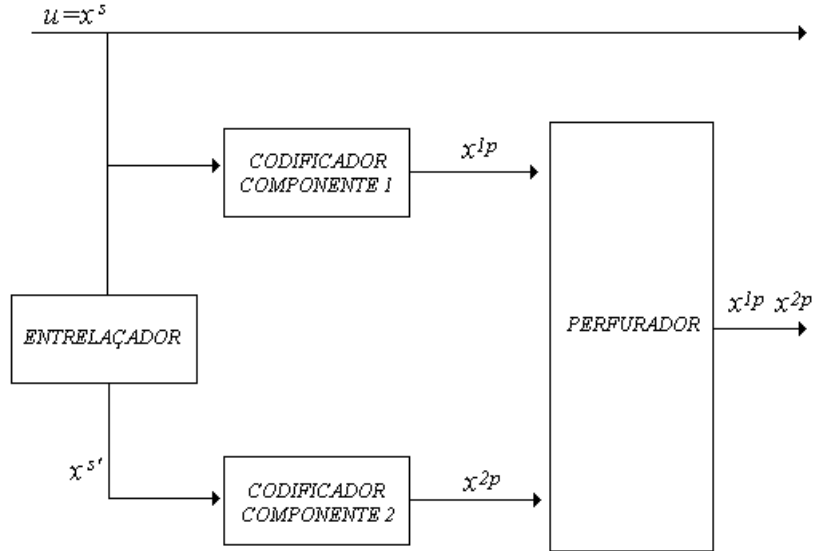 u=x^s
CODIFICADOR
COMPONENTE 1
x^{1p}
ENTRELAÇADOR
PERFURADOR
x^{1p} x^{2p}
x^{s'}
CODIFICADOR
COMPONENTE 2
x^{2p}